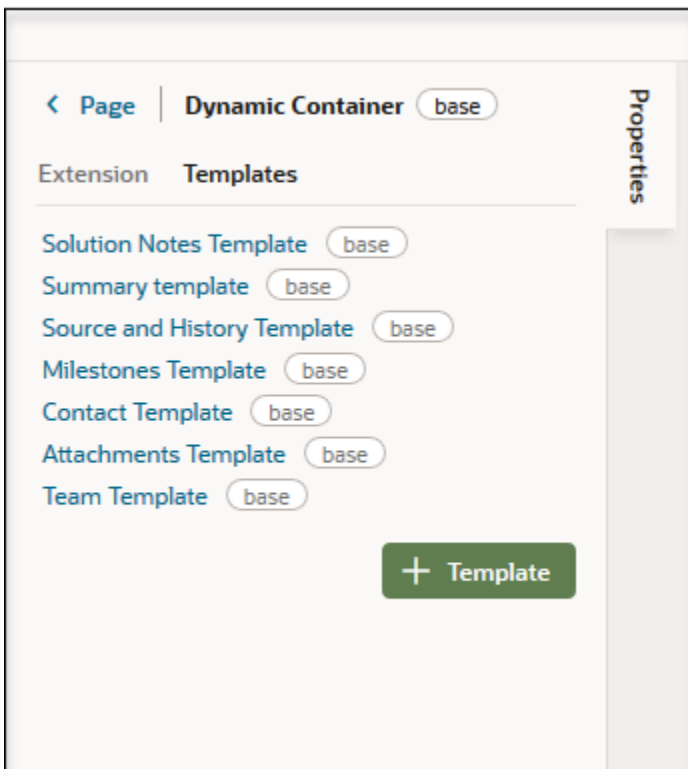 Page Dynamic Container base
Properties
Extension Templates
Solution Notes Template base
Summary template base
Source and History Template base
Milestones Template base
Contact Template base
Attachments Template base
Team Template base
Template